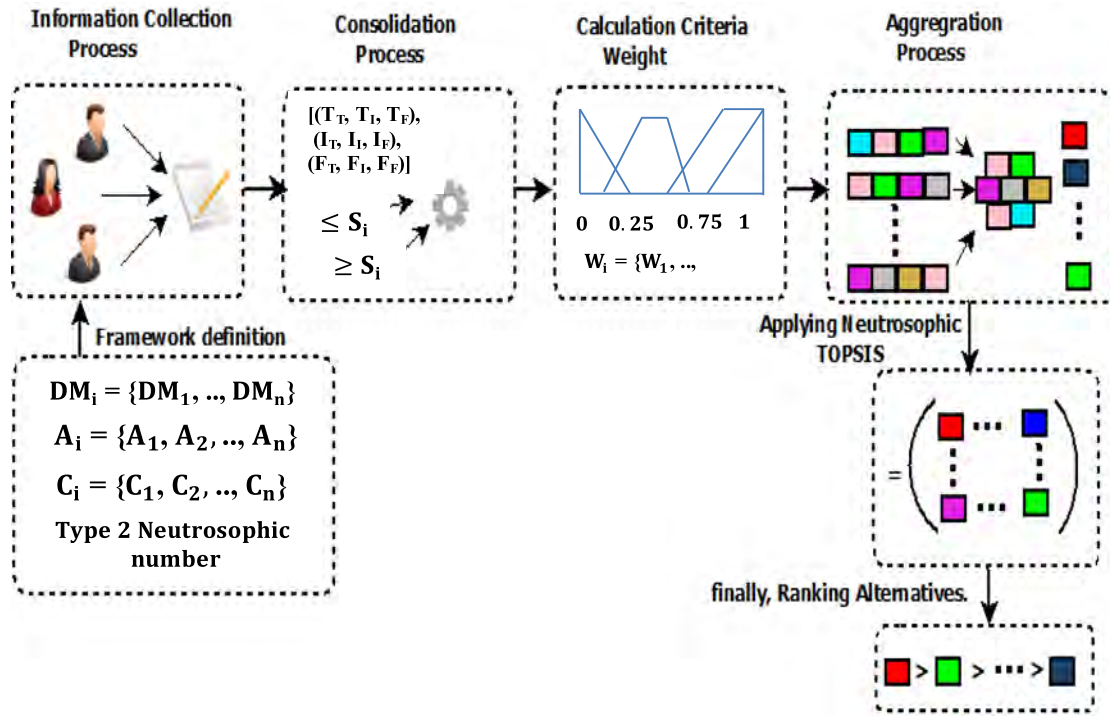 Information Collection
Process
Consolidation
Process
Calculation Criteria
Weight
Aggregration
Process
[(T_T, T_I, T_F),
(I_T, I_I, I_F),
(F_T, F_I, F_F)]
≤ S_i
≥ S_i
0 0.25 0.75 1
W_i = {W_1, ..,
Framework definition
DM_i = {DM_1, .., DM_n}
A_i = {A_1, A_2, .., A_n}
C_i = {C_1, C_2, .., C_n}
Type 2 Neutrosophic
number
Applying Neutrosophic
TOPSIS
=
finally, Ranking Alternatives.
> > ... >